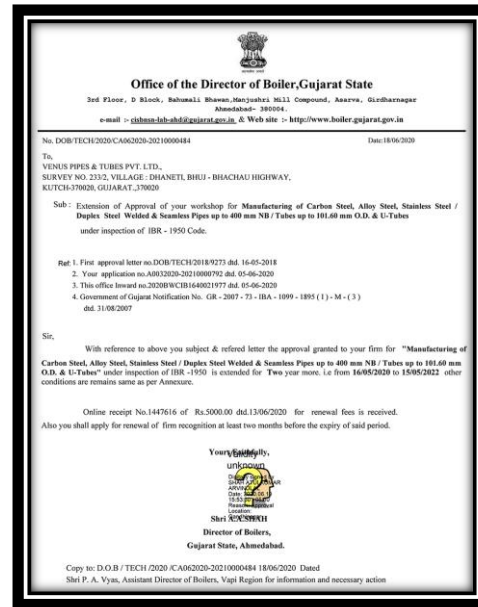 Office of the Director of Boiler,Gujarat State
3rd Floor, D Block, Bahumali Bhawan,Manjushri Mill Compound, Asarva, Girdharnagar
Ahmedabad- 380004.
e-mail :- cisbusn-lab-ahd@gujarat.gov.in & Web site :- http://www.boiler.gujarat.gov.in
No. DOB/TECH/2020/CA062020-20210000484 Date:18/06/2020
To,
VENUS PIPES & TUBES PVT. LTD.,
SURVEY NO. 233/2, VILLAGE : DHANETI, BHUJ - BHACHAU HIGHWAY,
KUTCH-370020, GUJARAT.,370020
Sub : Extension of Approval of your workshop for Manufacturing of Carbon Steel, Alloy Steel, Stainless Steel /
Duplex Steel Welded & Seamless Pipes up to 400 mm NB / Tubes up to 101.60 mm O.D. & U-Tubes
under inspection of IBR - 1950 Code.
Ref: 1. First approval letter no.DOB/TECH/2018/9273 dtd. 16-05-2018
2. Your application no.A0032020-20210000792 dtd. 05-06-2020
3. This office Inward no.2020BWCIB1640021977 dtd. 05-06-2020
4. Government of Gujarat Notification No. GR - 2007 - 73 - IBA - 1099 - 1895 ( 1 ) - M - ( 3 )
dtd. 31/08/2007
Sir,
With reference to above you subject & refered letter the approval granted to your firm for "Manufacturing of
Carbon Steel, Alloy Steel, Stainless Steel / Duplex Steel Welded & Seamless Pipes up to 400 mm NB / Tubes up to 101.60 mm
O.D. & U-Tubes" under inspection of IBR -1950 is extended for Two year more. i.e from 16/05/2020 to 15/05/2022 other
conditions are remains same as per Annexure.
Online receipt No.1447616 of Rs.5000.00 dtd.13/06/2020 for renewal fees is received.
Also you shall apply for renewal of firm recognition at least two months before the expiry of said period.
Yours Faithfully,
Validity
unknown
Shri A.A.SHAH
Director of Boilers,
Gujarat State, Ahmedabad.
Copy to: D.O.B / TECH /2020 /CA062020-20210000484 18/06/2020 Dated
Shri P. A. Vyas, Assistant Director of Boilers, Vapi Region for information and necessary action